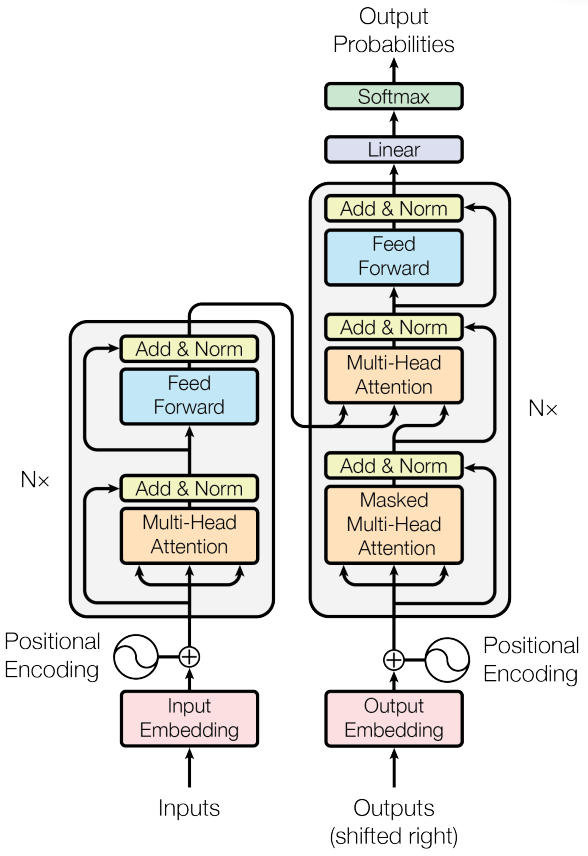 Output
Probabilities
Softmax
Linear
Add & Norm
Feed
Forward
Add & Norm
Multi-Head
Attention
Add & Norm
Masked
Multi-Head
Attention
N×
Add & Norm
Feed
Forward
N×
Add & Norm
Multi-Head
Attention
Positional
Encoding
Positional
Encoding
Input
Embedding
Output
Embedding
Inputs
Outputs
(shifted right)